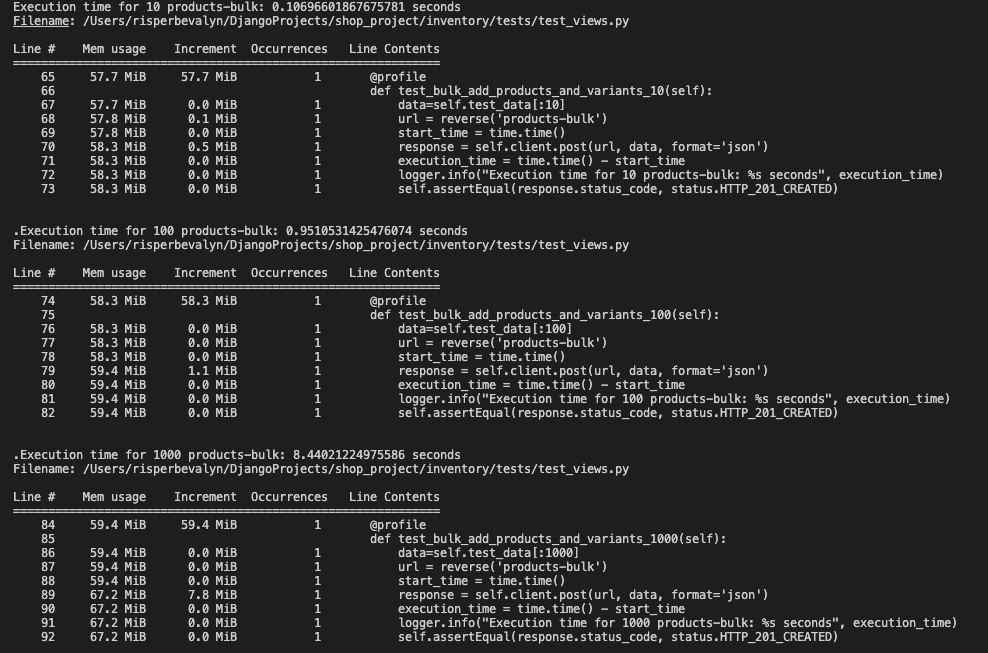 Execution time for 10 products-bulk: 0.10696601867675781 seconds
Filename: /Users/risperbevalyn/DjangoProjects/shop_project/inventory/tests/test_views.py
Line #    Mem usage    Increment  Occurrences   Line Contents
=============================================================
    65     57.7 MiB     57.7 MiB           1       @profile
    66                                             def test_bulk_add_products_and_variants_10(self):
    67     57.7 MiB      0.0 MiB           1           data=self.test_data[:10]
    68     57.8 MiB      0.1 MiB           1           url = reverse('products-bulk')
    69     57.8 MiB      0.0 MiB           1           start_time = time.time()
    70     58.3 MiB      0.5 MiB           1           response = self.client.post(url, data, format='json')
    71     58.3 MiB      0.0 MiB           1           execution_time = time.time() - start_time
    72     58.3 MiB      0.0 MiB           1           logger.info("Execution time for 10 products-bulk: %s seconds", execution_time)
    73     58.3 MiB      0.0 MiB           1           self.assertEqual(response.status_code, status.HTTP_201_CREATED)
.Execution time for 100 products-bulk: 0.9510531425476074 seconds
Filename: /Users/risperbevalyn/DjangoProjects/shop_project/inventory/tests/test_views.py
Line #    Mem usage    Increment  Occurrences   Line Contents
=============================================================
    74     58.3 MiB     58.3 MiB           1       @profile
    75                                             def test_bulk_add_products_and_variants_100(self):
    76     58.3 MiB      0.0 MiB           1           data=self.test_data[:100]
    77     58.3 MiB      0.0 MiB           1           url = reverse('products-bulk')
    78     58.3 MiB      0.0 MiB           1           start_time = time.time()
    79     59.4 MiB      1.1 MiB           1           response = self.client.post(url, data, format='json')
    80     59.4 MiB      0.0 MiB           1           execution_time = time.time() - start_time
    81     59.4 MiB      0.0 MiB           1           logger.info("Execution time for 100 products-bulk: %s seconds", execution_time)
    82     59.4 MiB      0.0 MiB           1           self.assertEqual(response.status_code, status.HTTP_201_CREATED)
.Execution time for 1000 products-bulk: 8.44021224975586 seconds
Filename: /Users/risperbevalyn/DjangoProjects/shop_project/inventory/tests/test_views.py
Line #    Mem usage    Increment  Occurrences   Line Contents
=============================================================
    84     59.4 MiB     59.4 MiB           1       @profile
    85                                             def test_bulk_add_products_and_variants_1000(self):
    86     59.4 MiB      0.0 MiB           1           data=self.test_data[:1000]
    87     59.4 MiB      0.0 MiB           1           url = reverse('products-bulk')
    88     59.4 MiB      0.0 MiB           1           start_time = time.time()
    89     67.2 MiB      7.8 MiB           1           response = self.client.post(url, data, format='json')
    90     67.2 MiB      0.0 MiB           1           execution_time = time.time() - start_time
    91     67.2 MiB      0.0 MiB           1           logger.info("Execution time for 1000 products-bulk: %s seconds", execution_time)
    92     67.2 MiB      0.0 MiB           1           self.assertEqual(response.status_code, status.HTTP_201_CREATED)